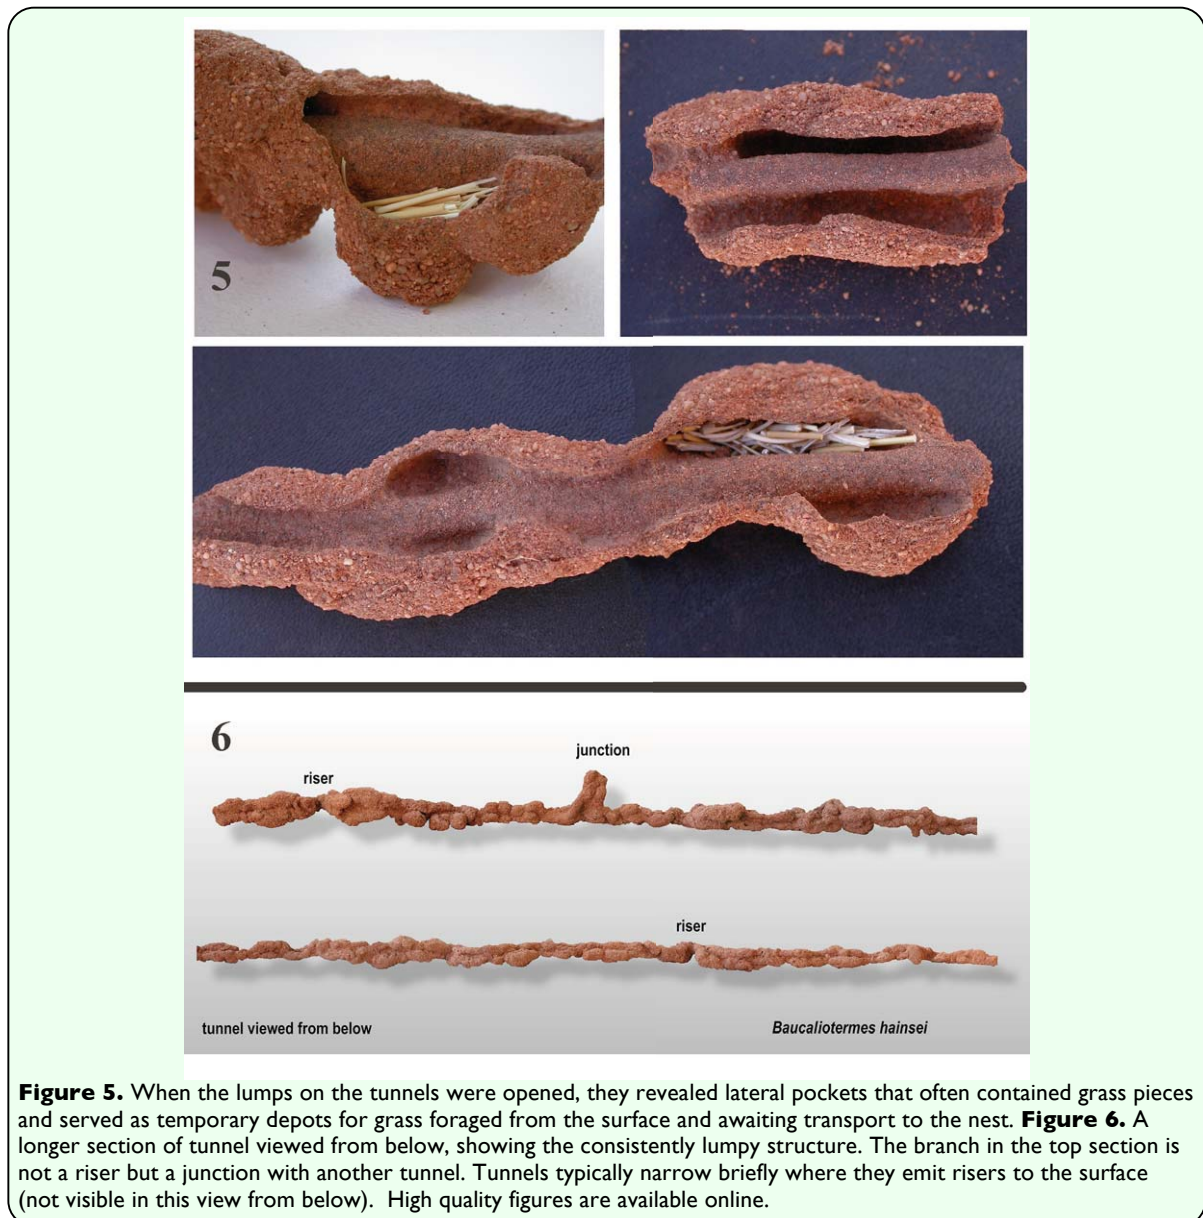 5
6
junction
riser
riser
tunnel viewed from below
Baucaliotermes hainsei
Figure 5. When the lumps on the tunnels were opened, they revealed lateral pockets that often contained grass pieces
and served as temporary depots for grass foraged from the surface and awaiting transport to the nest. Figure 6. A
longer section of tunnel viewed from below, showing the consistently lumpy structure. The branch in the top section is
not a riser but a junction with another tunnel. Tunnels typically narrow briefly where they emit risers to the surface
(not visible in this view from below). High quality figures are available online.